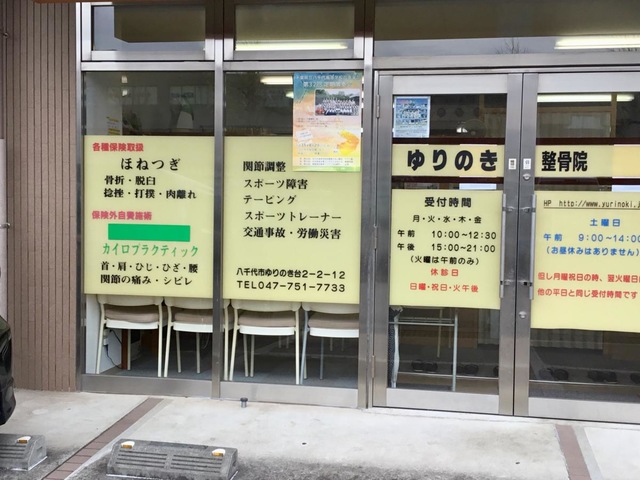 各種保険取扱
ほねつぎ
骨折・脱臼
捻挫・打撲・肉離れ
保険外自費施術
カイロプラクティック
首・肩・ひじ・ひざ・腰
関節の痛み・シビレ
関節調整
スポーツ障害
テーピング
スポーツトレーナー
交通事故・労働災害
八千代市ゆりのき台2-2-12
TEL047-751-7733
ゆりのき 整骨院
受付時間
月・火・水・木・金
午前 10:00〜12:30
午後 15:00〜21:00
(火曜は午前のみ)
休診日
日曜・祝日・火午後
HP http://www.yurinoki.j
土曜日
午前 9:00〜14:00
(お昼休みはありません)
但し月曜祝日の時、翌火曜日は
他の平日と同じ受付時間です